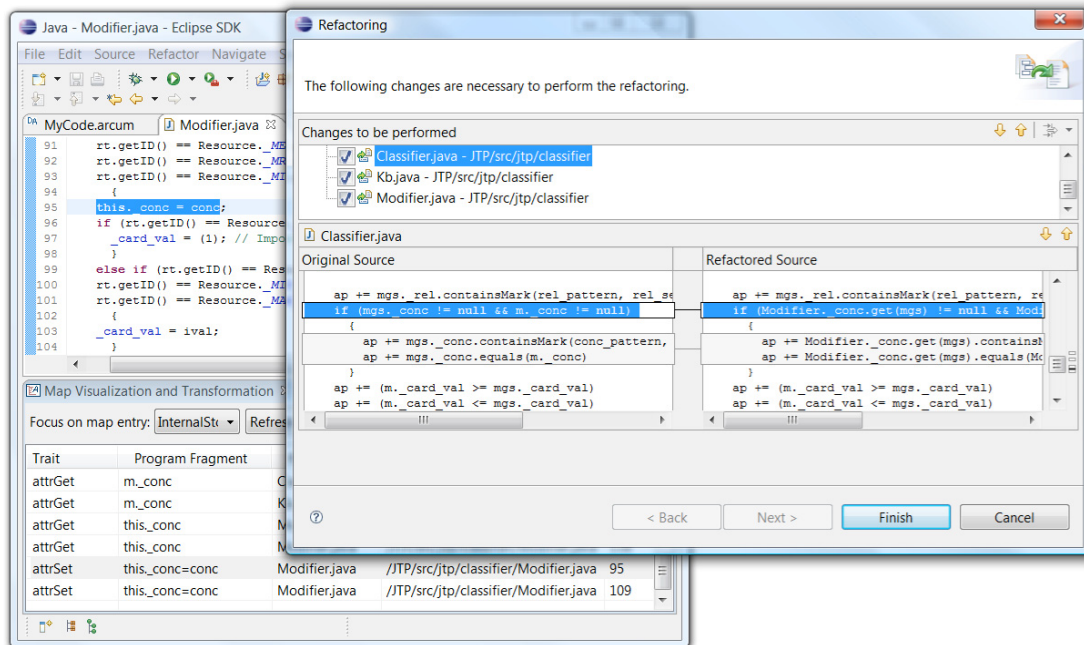 Java - Modifier.java - Eclipse SDK
File Edit Source Refactor Navigate
DA MyCode.arcum
J Modifier.java
91 rt.getID() == Resource._ME
92 rt.getID() == Resource._MR
93 rt.getID() == Resource._MI
94 {
95 this._conc = conc;
96 if (rt.getID() == Resource
97 _card_val = (1); // Impo
98 }
99 else if (rt.getID() == Res
100 rt.getID() == Resource._MI
101 rt.getID() == Resource._MA
102 {
103 _card_val = ival;
104 }
Map Visualization and Transformation
Focus on map entry: InternalSt
Refres
Trait Program Fragment
attrGet m._conc
attrGet m._conc K
attrGet this._conc
attrGet this._conc
attrSet this._conc=conc Modifier.java /JTP/src/jtp/classifier/Modifier.java 95
attrSet this._conc=conc Modifier.java /JTP/src/jtp/classifier/Modifier.java 109
Refactoring
The following changes are necessary to perform the refactoring.
Changes to be performed
Classifier.java - JTP/src/jtp/classifier
Kb.java - JTP/src/jtp/classifier
Modifier.java - JTP/src/jtp/classifier
J Classifier.java
Original Source
ap += mgs._rel.containsMark(rel_pattern, rel_se
if (mgs._conc != null && m._conc != null)
{
ap += mgs._conc.containsMark(conc_pattern,
ap += mgs._conc.equals(m._conc)
}
ap += (m._card_val >= mgs._card_val)
ap += (m._card_val <= mgs._card_val)
Refactored Source
ap += mgs._rel.containsMark(rel_pattern, re
if (Modifier._conc.get(mgs) != null && Modi
{
ap += Modifier._conc.get(mgs).containsM
ap += Modifier._conc.get(mgs).equals(Mo
}
ap += (m._card_val >= mgs._card_val)
ap += (m._card_val <= mgs._card_val)
< Back
Next >
Finish
Cancel